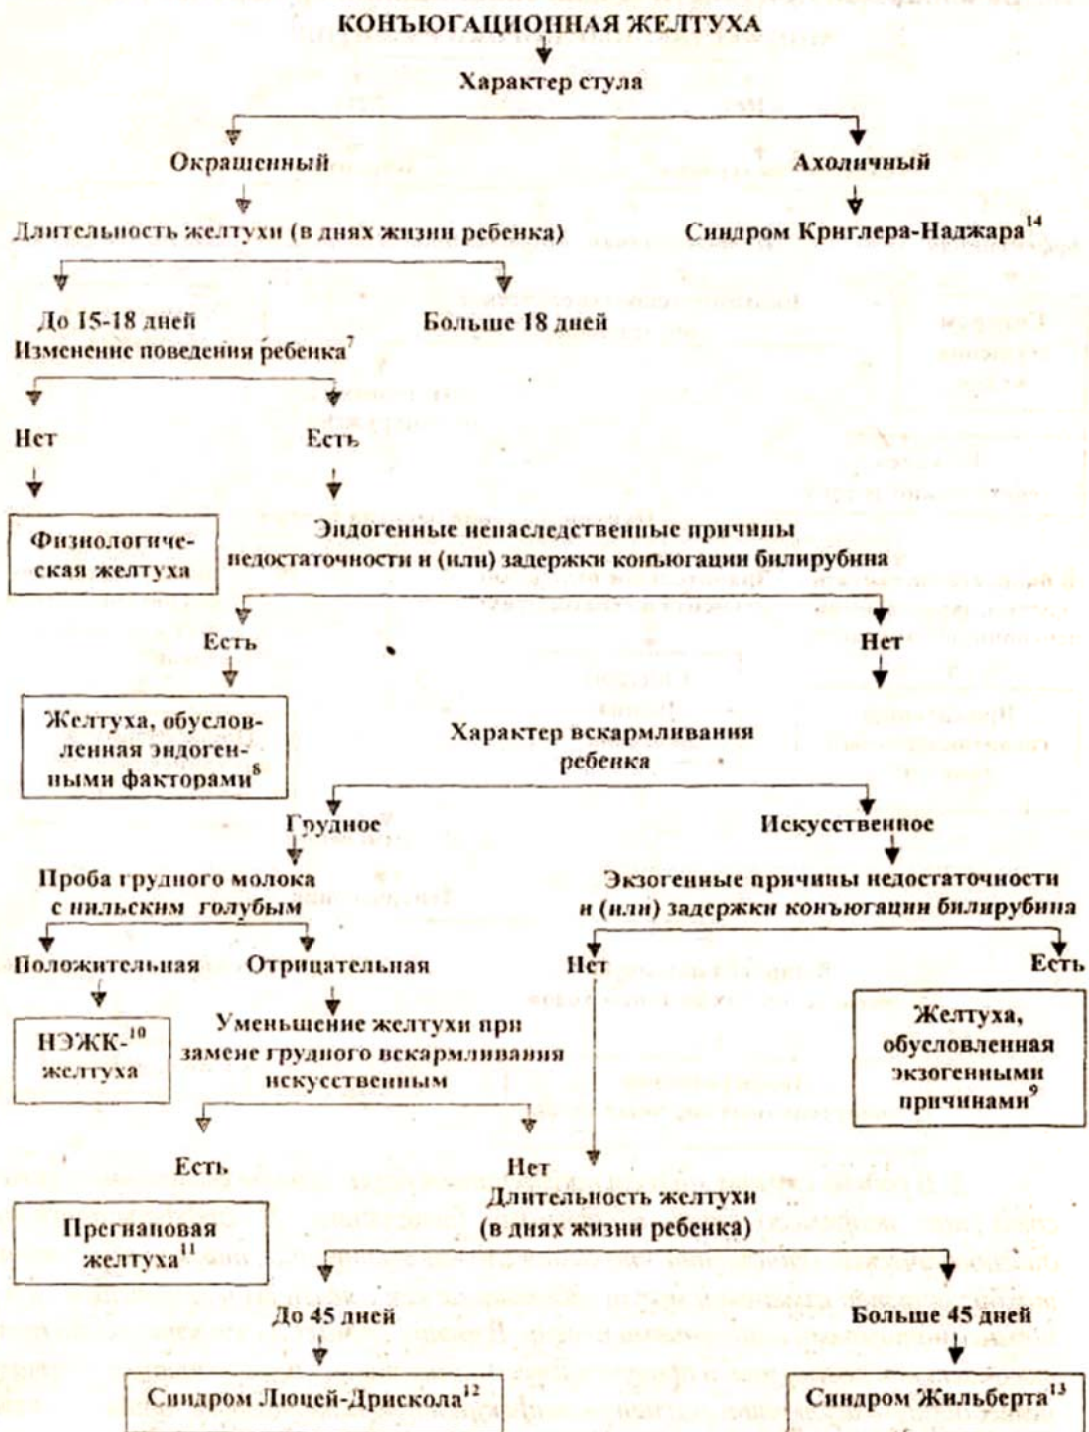 КОНЪЮГАЦИОННАЯ ЖЕЛТУХА
Характер стула
Окрашенный
Ахоличный
Длительность желтухи (в днях жизни ребенка)
Синдром Криглера-Наджара14
До 15-18 дней
Больше 18 дней
Изменение поведения ребенка7
Нет
Есть
Физиологиче-
ская желтуха
Эндогенные ненаследственные причины
недостаточности и (или) задержки конъюгации билирубина
Есть
Нет
Желтуха, обуслов-
ленная эндоген-
ными факторами8
Характер вскармливания
ребенка
Грудное
Искусственное
Проба грудного молока
с нильским голубым
Экзогенные причины недостаточности
и (или) задержки конъюгации билирубина
Положительная
Отрицательная
Нет
Есть
НЭЖК-10
желтуха
Уменьшение желтухи при
замене грудного вскармливания
искусственным
Желтуха,
обусловленная
экзогенными
причинами9
Есть
Нет
Длительность желтухи
(в днях жизни ребенка)
Прегнановая
желтуха11
До 45 дней
Больше 45 дней
Синдром Люцей-Дрискола12
Синдром Жильберта13